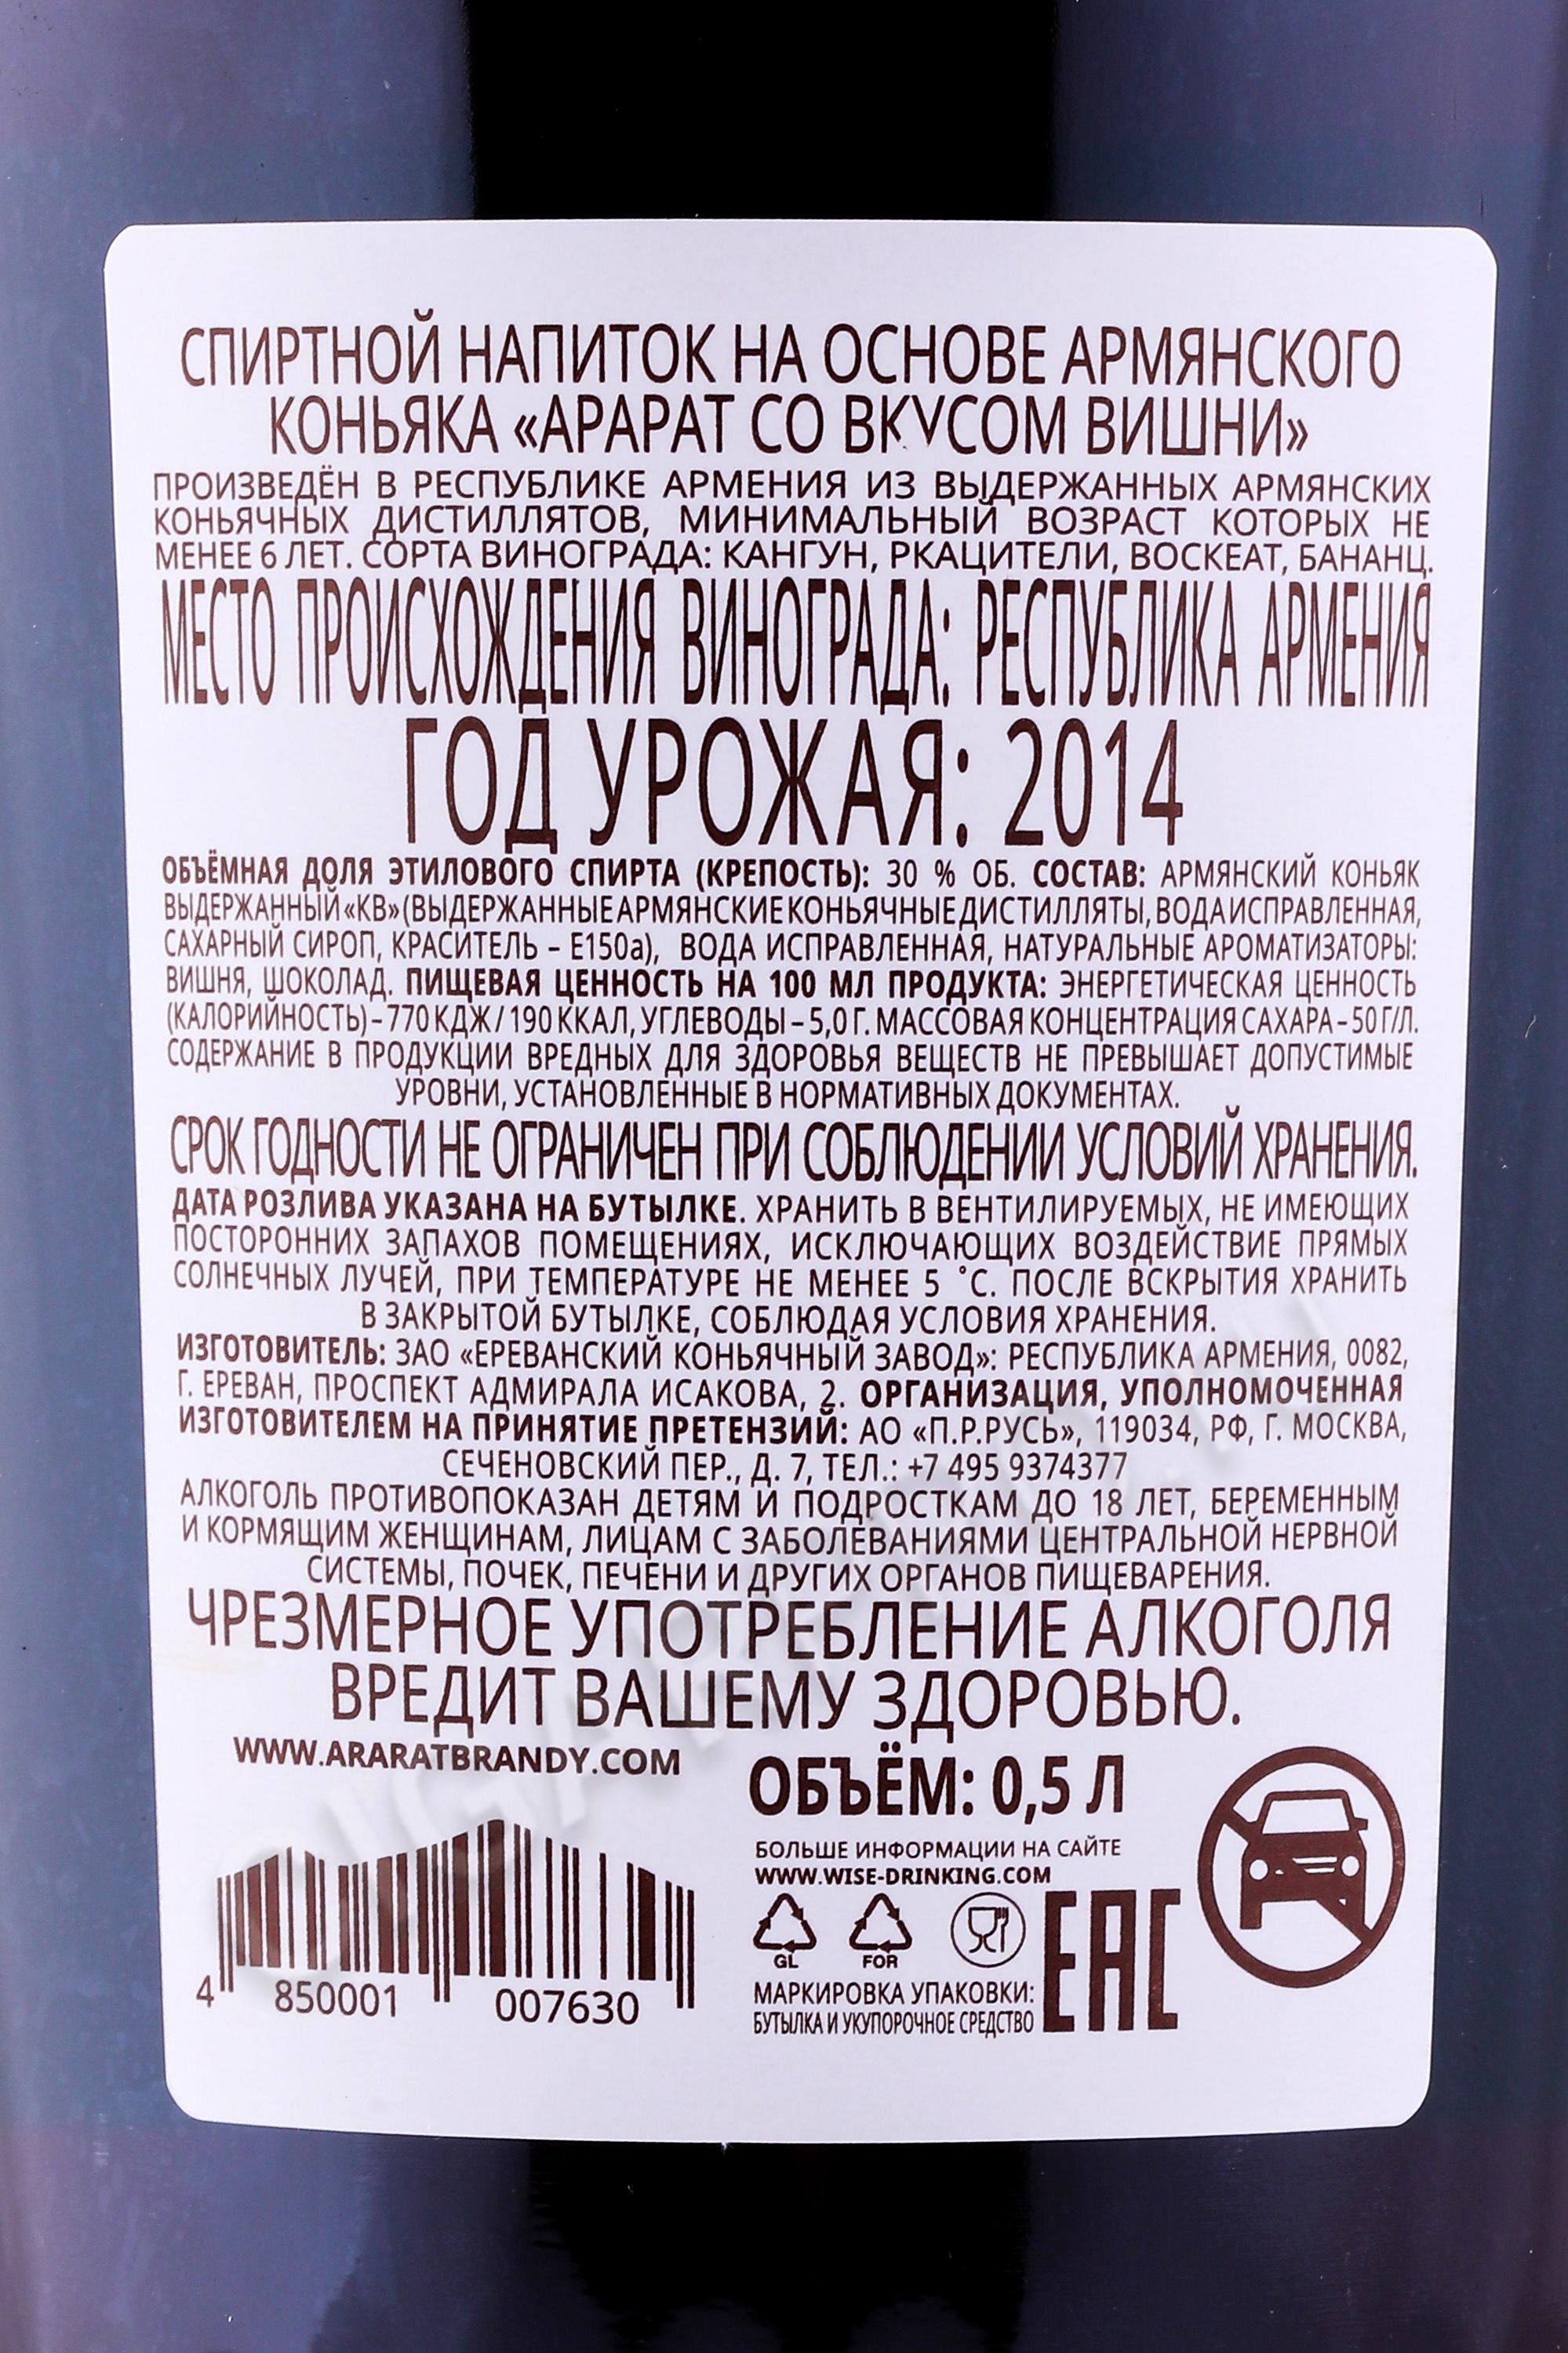 СПИРТНОЙ НАПИТОК НА ОСНОВЕ АРМЯНСКОГО
КОНЬЯКА «АРАРАТ СО ВКУСОМ ВИШНИ»
ПРОИЗВЕДЁН В РЕСПУБЛИКЕ АРМЕНИЯ ИЗ ВЫДЕРЖАННЫХ АРМЯНСКИХ
КОНЬЯЧНЫХ ДИСТИЛЛЯТОВ, МИНИМАЛЬНЫЙ ВОЗРАСТ КОТОРЫХ НЕ
МЕНЕЕ 6 ЛЕТ. СОРТА ВИНОГРАДА: КАНГУН, РКАЦИТЕЛИ, ВОСКЕАТ, БАНАНЦ.
МЕСТО ПРОИСХОЖДЕНИЯ ВИНОГРАДА: РЕСПУБЛИКА АРМЕНИЯ
ГОД УРОЖАЯ: 2014
ОБЪЁМНАЯ ДОЛЯ ЭТИЛОВОГО СПИРТА (КРЕПОСТЬ): 30 % ОБ. СОСТАВ: АРМЯНСКИЙ КОНЬЯК
ВЫДЕРЖАННЫЙ «КВ» (ВЫДЕРЖАННЫЕ АРМЯНСКИЕ КОНЬЯЧНЫЕ ДИСТИЛЛЯТЫ, ВОДА ИСПРАВЛЕННАЯ,
САХАРНЫЙ СИРОП, КРАСИТЕЛЬ – Е150а), ВОДА ИСПРАВЛЕННАЯ, НАТУРАЛЬНЫЕ АРОМАТИЗАТОРЫ:
ВИШНЯ, ШОКОЛАД. ПИЩЕВАЯ ЦЕННОСТЬ НА 100 МЛ ПРОДУКТА: ЭНЕРГЕТИЧЕСКАЯ ЦЕННОСТЬ
(КАЛОРИЙНОСТЬ) – 770 КДЖ / 190 ККАЛ, УГЛЕВОДЫ – 5,0 Г. МАССОВАЯ КОНЦЕНТРАЦИЯ САХАРА – 50 Г/Л.
СОДЕРЖАНИЕ В ПРОДУКЦИИ ВРЕДНЫХ ДЛЯ ЗДОРОВЬЯ ВЕЩЕСТВ НЕ ПРЕВЫШАЕТ ДОПУСТИМЫЕ
УРОВНИ, УСТАНОВЛЕННЫЕ В НОРМАТИВНЫХ ДОКУМЕНТАХ.
СРОК ГОДНОСТИ НЕ ОГРАНИЧЕН ПРИ СОБЛЮДЕНИИ УСЛОВИЙ ХРАНЕНИЯ.
ДАТА РОЗЛИВА УКАЗАНА НА БУТЫЛКЕ. ХРАНИТЬ В ВЕНТИЛИРУЕМЫХ, НЕ ИМЕЮЩИХ
ПОСТОРОННИХ ЗАПАХОВ ПОМЕЩЕНИЯХ, ИСКЛЮЧАЮЩИХ ВОЗДЕЙСТВИЕ ПРЯМЫХ
СОЛНЕЧНЫХ ЛУЧЕЙ, ПРИ ТЕМПЕРАТУРЕ НЕ МЕНЕЕ 5 °С. ПОСЛЕ ВСКРЫТИЯ ХРАНИТЬ
В ЗАКРЫТОЙ БУТЫЛКЕ, СОБЛЮДАЯ УСЛОВИЯ ХРАНЕНИЯ.
ИЗГОТОВИТЕЛЬ: ЗАО «ЕРЕВАНСКИЙ КОНЬЯЧНЫЙ ЗАВОД»: РЕСПУБЛИКА АРМЕНИЯ, 0082,
Г. ЕРЕВАН, ПРОСПЕКТ АДМИРАЛА ИСАКОВА, 2. ОРГАНИЗАЦИЯ, УПОЛНОМОЧЕННАЯ
ИЗГОТОВИТЕЛЕМ НА ПРИНЯТИЕ ПРЕТЕНЗИЙ: АО «П.Р.РУСЬ», 119034, РФ, Г. МОСКВА,
СЕЧЕНОВСКИЙ ПЕР., Д. 7, ТЕЛ.: +7 495 9374377
АЛКОГОЛЬ ПРОТИВОПОКАЗАН ДЕТЯМ И ПОДРОСТКАМ ДО 18 ЛЕТ, БЕРЕМЕННЫМ
И КОРМЯЩИМ ЖЕНЩИНАМ, ЛИЦАМ С ЗАБОЛЕВАНИЯМИ ЦЕНТРАЛЬНОЙ НЕРВНОЙ
СИСТЕМЫ, ПОЧЕК, ПЕЧЕНИ И ДРУГИХ ОРГАНОВ ПИЩЕВАРЕНИЯ.
ЧРЕЗМЕРНОЕ УПОТРЕБЛЕНИЕ АЛКОГОЛЯ
ВРЕДИТ ВАШЕМУ ЗДОРОВЬЮ.
WWW.ARARATBRANDY.COM
4 850001 007630
ОБЪЁМ: 0,5 Л
БОЛЬШЕ ИНФОРМАЦИИ НА САЙТЕ
WWW.WISE-DRINKING.COM
GL FOR
EAC
МАРКИРОВКА УПАКОВКИ:
БУТЫЛКА И УКУПОРОЧНОЕ СРЕДСТВО